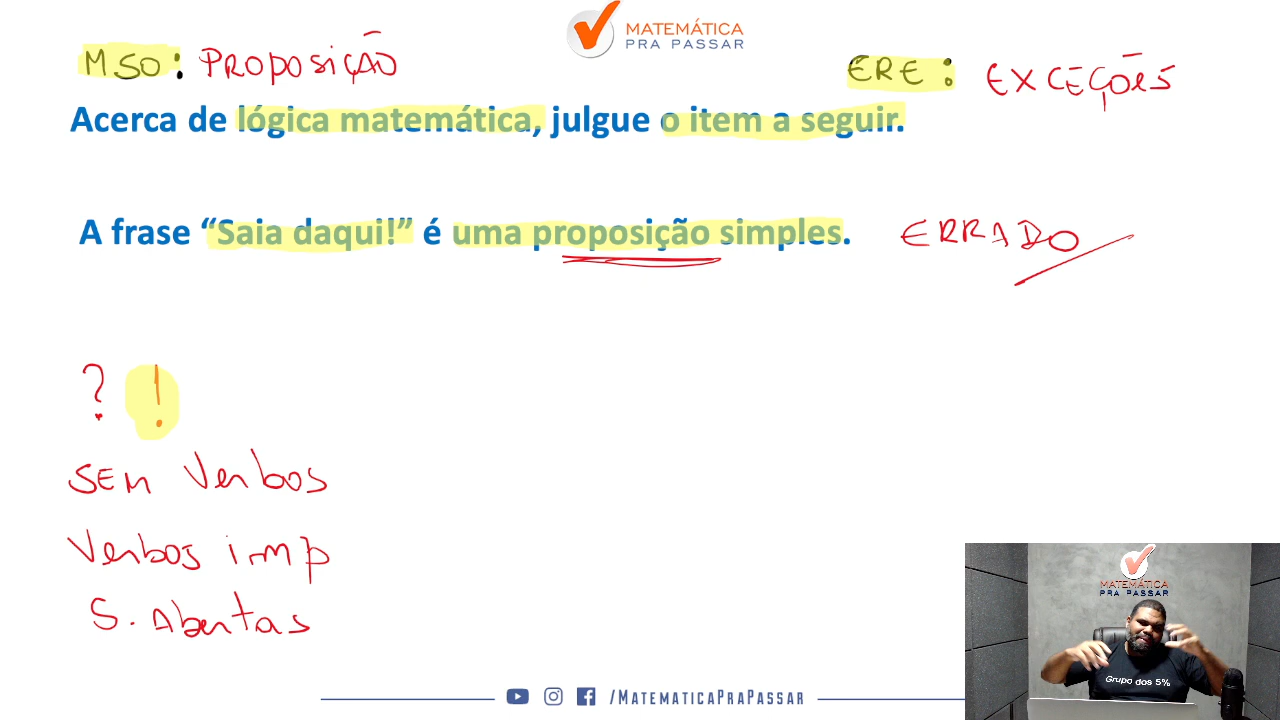 MATEMÁTICA
PRA PASSAR
MSO: PROPOSIÇÃO
ERE: EXCEÇÕES
Acerca de lógica matemática, julgue o item a seguir.
A frase “Saia daqui!” é uma proposição simples. ERRADO
? !
SEM Verbos
Verbos imp
S. Abertas
MATEMÁTICA
PRA PASSAR
Grupo dos 5%
/MATEMATICAPRAPASSAR